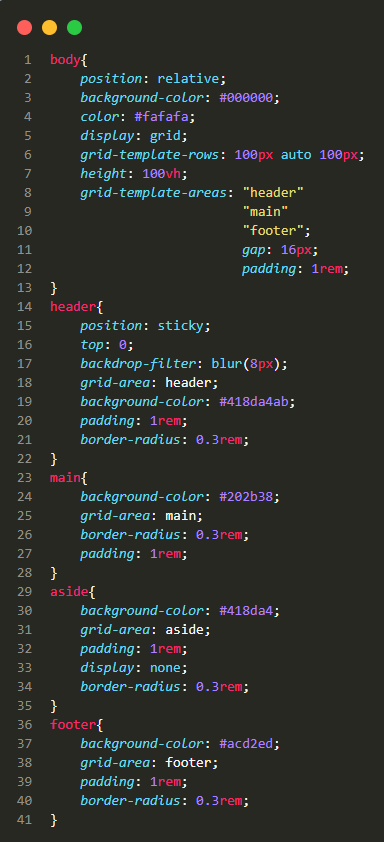 1 body{
2     position: relative;
3     background-color: #000000;
4     color: #fafafa;
5     display: grid;
6     grid-template-rows: 100px auto 100px;
7     height: 100vh;
8     grid-template-areas: "header"
9                          "main"
10                         "footer";
11                         gap: 16px;
12                         padding: 1rem;
13 }
14 header{
15     position: sticky;
16     top: 0;
17     backdrop-filter: blur(8px);
18     grid-area: header;
19     background-color: #418da4ab;
20     padding: 1rem;
21     border-radius: 0.3rem;
22 }
23 main{
24     background-color: #202b38;
25     grid-area: main;
26     border-radius: 0.3rem;
27     padding: 1rem;
28 }
29 aside{
30     background-color: #418da4;
31     grid-area: aside;
32     padding: 1rem;
33     display: none;
34     border-radius: 0.3rem;
35 }
36 footer{
37     background-color: #acd2ed;
38     grid-area: footer;
39     padding: 1rem;
40     border-radius: 0.3rem;
41 }